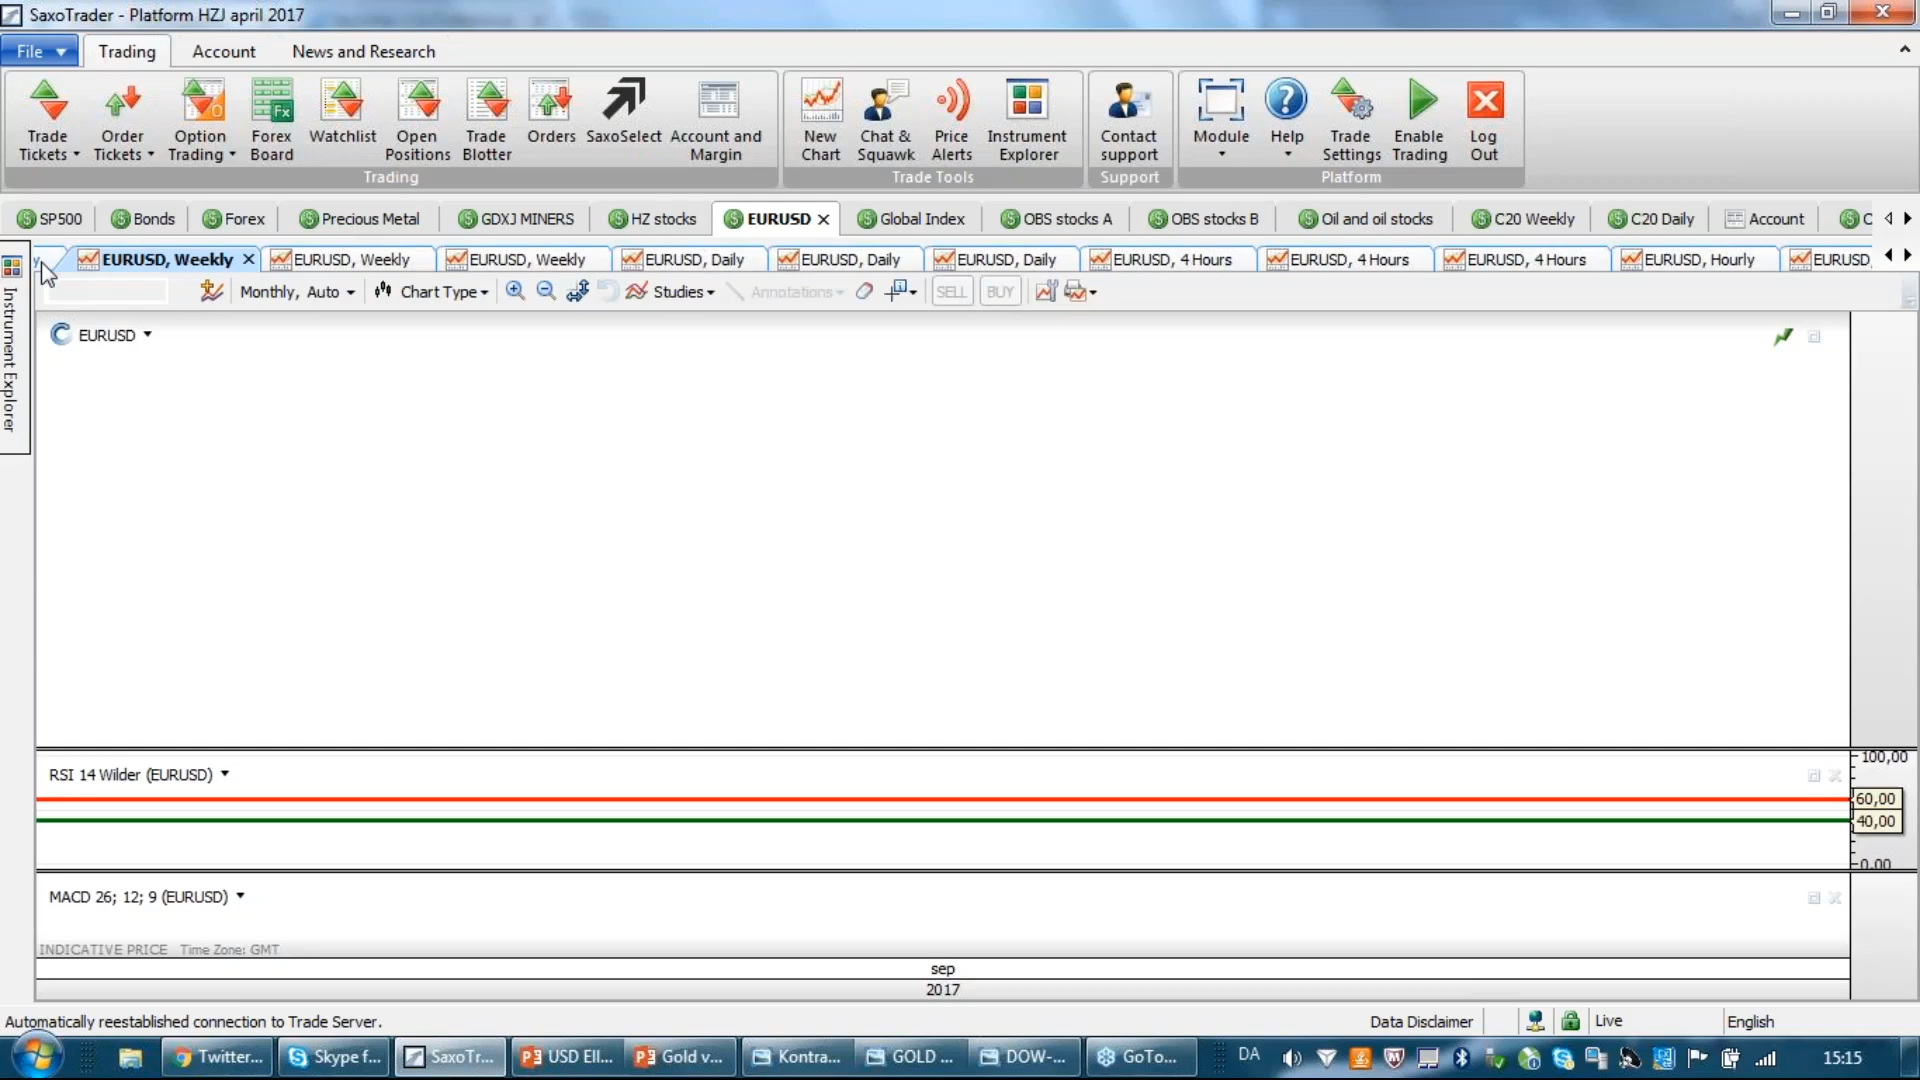 SaxoTrader - Platform HZJ april 2017
File Trading Account News and Research
Trade Tickets Order Tickets Option Trading Forex Board Watchlist Open Positions Trade Blotter Orders SaxoSelect Account and Margin New Chart Chat & Squawk Price Alerts Instrument Explorer Contact support Module Help Trade Settings Enable Trading Log Out
Trading Trade Tools Support Platform
SP500 Bonds Forex Precious Metal GDXJ MINERS HZ stocks EURUSD Global Index OBS stocks A OBS stocks B Oil and oil stocks C20 Weekly C20 Daily Account
EURUSD, Weekly EURUSD, Weekly EURUSD, Weekly EURUSD, Daily EURUSD, Daily EURUSD, Daily EURUSD, 4 Hours EURUSD, 4 Hours EURUSD, 4 Hours EURUSD, Hourly EURUSD,
Monthly, Auto Chart Type Studies Annotations SELL BUY
Instrument Explorer
EURUSD
RSI 14 Wilder (EURUSD)
100,00
60,00
40,00
0,00
MACD 26; 12; 9 (EURUSD)
INDICATIVE PRICE Time Zone: GMT
sep
2017
Automatically reestablished connection to Trade Server. Data Disclaimer Live English
Twitter... Skype f... SaxoTr... USD Ell... Gold v... Kontra... GOLD ... DOW-... GoTo... DA 15:15